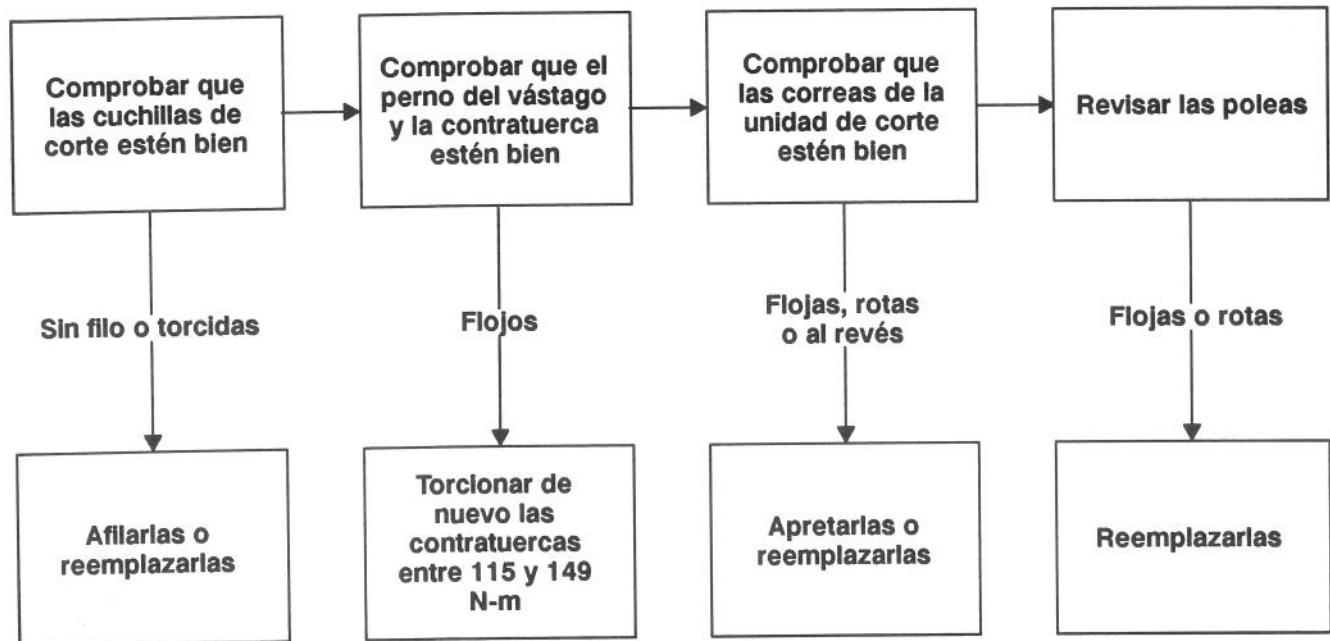 Comprobar que
las cuchillas de
corte estén bien
Comprobar que el
perno del vástago
y la contratuerca
estén bien
Comprobar que
las correas de la
unidad de corte
estén bien
Revisar las poleas
Sin filo o torcidas
Flojos
Flojas, rotas
o al revés
Flojas o rotas
Afilarlas o
reemplazarlas
Torcionar de
nuevo las
contratuercas
entre 115 y 149
N-m
Apretarlas o
reemplazarlas
Reemplazarlas